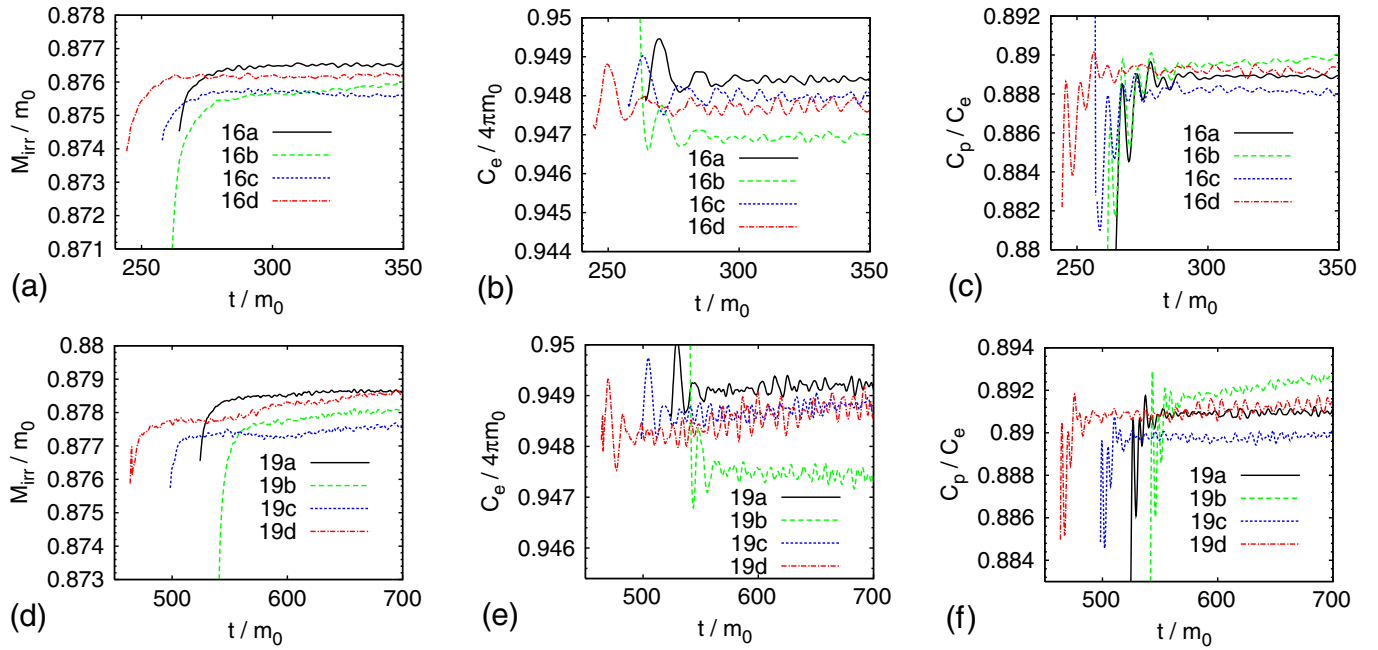 0.878
0.877
0.876
0.875
0.874
0.873
0.872
0.871
M_irr / m_0
16a
16b
16c
16d
250 300 350
(a)
t / m_0
0.95
0.949
0.948
0.947
0.946
0.945
0.944
C_e / 4πm_0
16a
16b
16c
16d
250 300 350
(b)
t / m_0
0.892
0.89
0.888
0.886
0.884
0.882
0.88
C_p / C_e
16a
16b
16c
16d
250 300 350
(c)
t / m_0
0.88
0.879
0.878
0.877
0.876
0.875
0.874
0.873
M_irr / m_0
19a
19b
19c
19d
500 600 700
(d)
t / m_0
0.95
0.949
0.948
0.947
0.946
C_e / 4πm_0
19a
19b
19c
19d
500 600 700
(e)
t / m_0
0.894
0.892
0.89
0.888
0.886
0.884
C_p / C_e
19a
19b
19c
19d
500 600 700
(f)
t / m_0